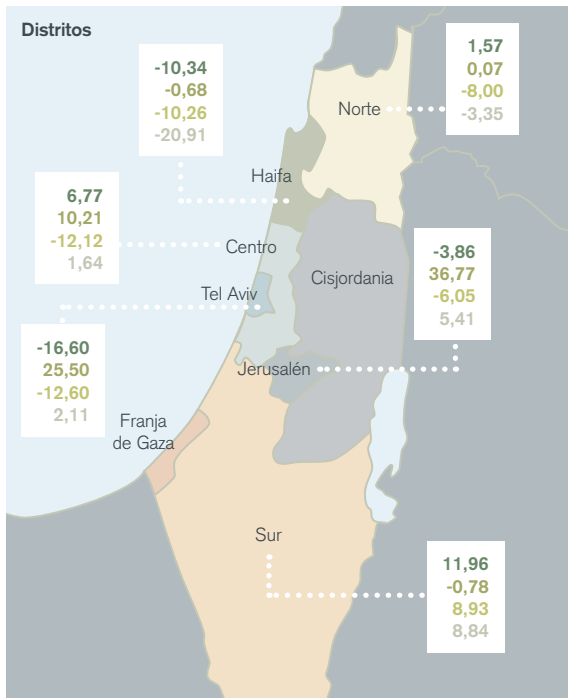 Distritos
-10,34
-0,68
-10,26
-20,91
1,57
0,07
-8,00
-3,35
Norte
Haifa
6,77
10,21
-12,12
1,64
Centro
-3,86
36,77
-6,05
5,41
Cisjordania
Tel Aviv
-16,60
25,50
-12,60
2,11
Jerusalén
Franja
de Gaza
Sur
11,96
-0,78
8,93
8,84